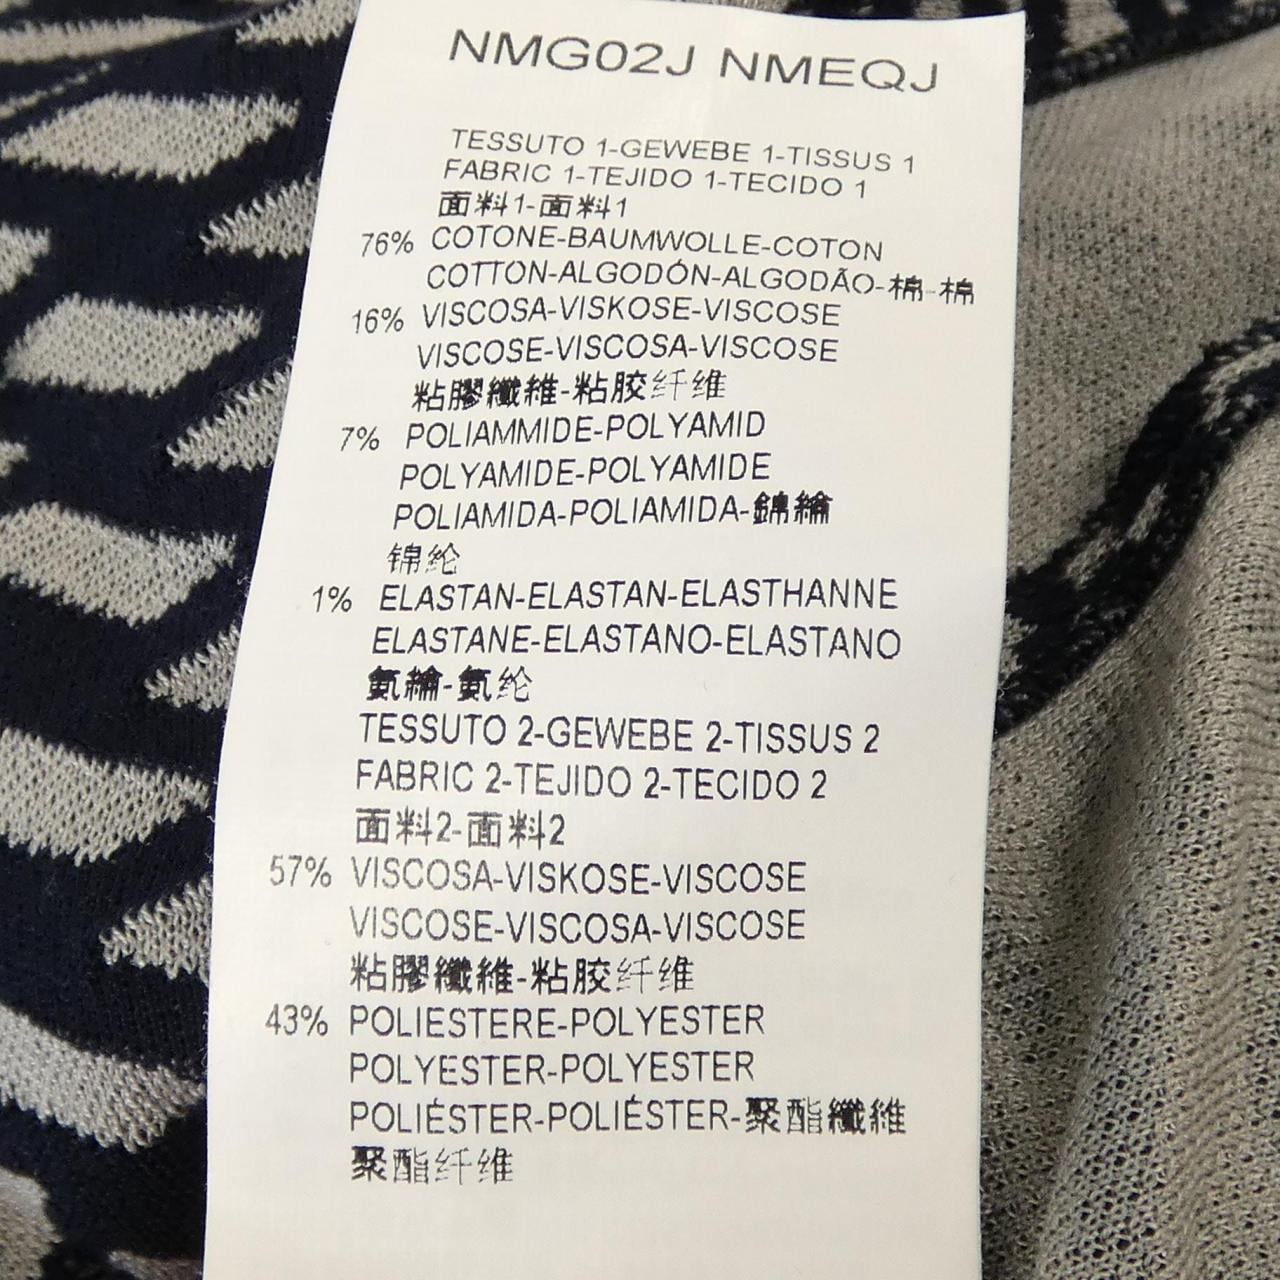 NMG02J NMEQJ
TESSUTO 1-GEWEBE 1-TISSUS 1
FABRIC 1-TEJIDO 1-TECIDO 1
面料1-面料1
76% COTONE-BAUMWOLLE-COTON
COTTON-ALGODÓN-ALGODÃO-棉-棉
16% VISCOSA-VISKOSE-VISCOSE
VISCOSE-VISCOSA-VISCOSE
粘膠纖維-粘胶纤维
7% POLIAMMIDE-POLYAMID
POLYAMIDE-POLYAMIDE
POLIAMIDA-POLIAMIDA-錦綸
锦纶
1% ELASTAN-ELASTAN-ELASTHANNE
ELASTANE-ELASTANO-ELASTANO
氨綸-氨纶
TESSUTO 2-GEWEBE 2-TISSUS 2
FABRIC 2-TEJIDO 2-TECIDO 2
面料2-面料2
57% VISCOSA-VISKOSE-VISCOSE
VISCOSE-VISCOSA-VISCOSE
粘膠纖維-粘胶纤维
43% POLIESTERE-POLYESTER
POLYESTER-POLYESTER
POLIÉSTER-POLIÉSTER-聚酯纖維
聚酯纤维